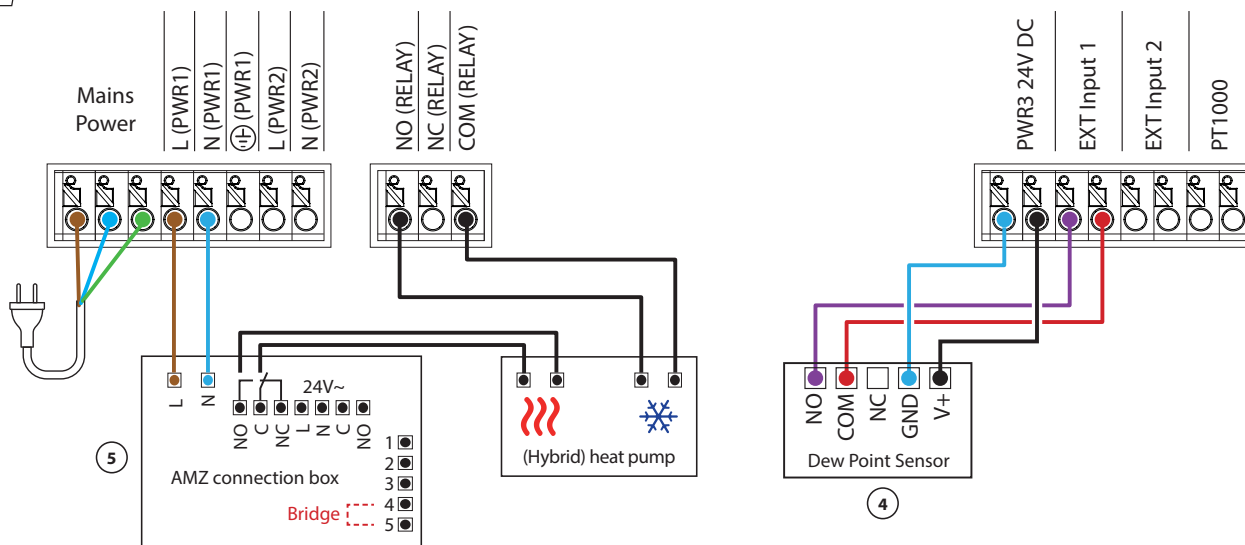 Mains
Power
L (PWR1)
N (PWR1)
(PWR1)
L (PWR2)
N (PWR2)
NO (RELAY)
NC (RELAY)
COM (RELAY)
PWR3 24V DC
EXT Input 1
EXT Input 2
PT1000
L
N
24V~
NO
C
NC
L
N
C
NO
1
2
3
4
5
AMZ connection box
Bridge
5
(Hybrid) heat pump
NO
COM
NC
GND
V+
Dew Point Sensor
4